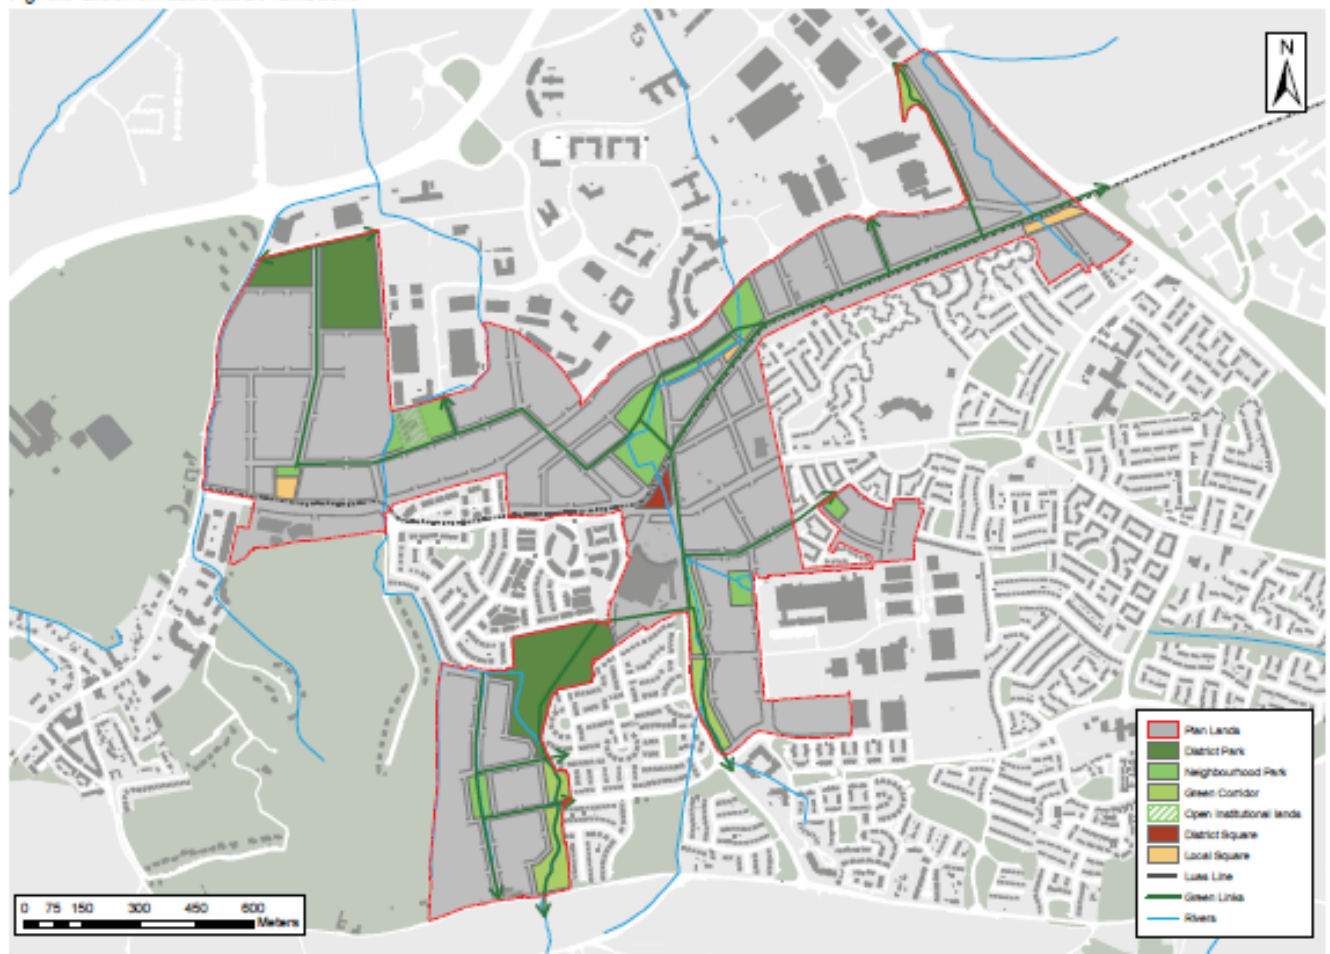 N
Plan Lands
District Park
Neighbourhood Park
Green Corridor
Open Institutional lands
District Square
Local Square
Luas Line
Green Links
Rivers
0 75 150 300 450 600
Meters